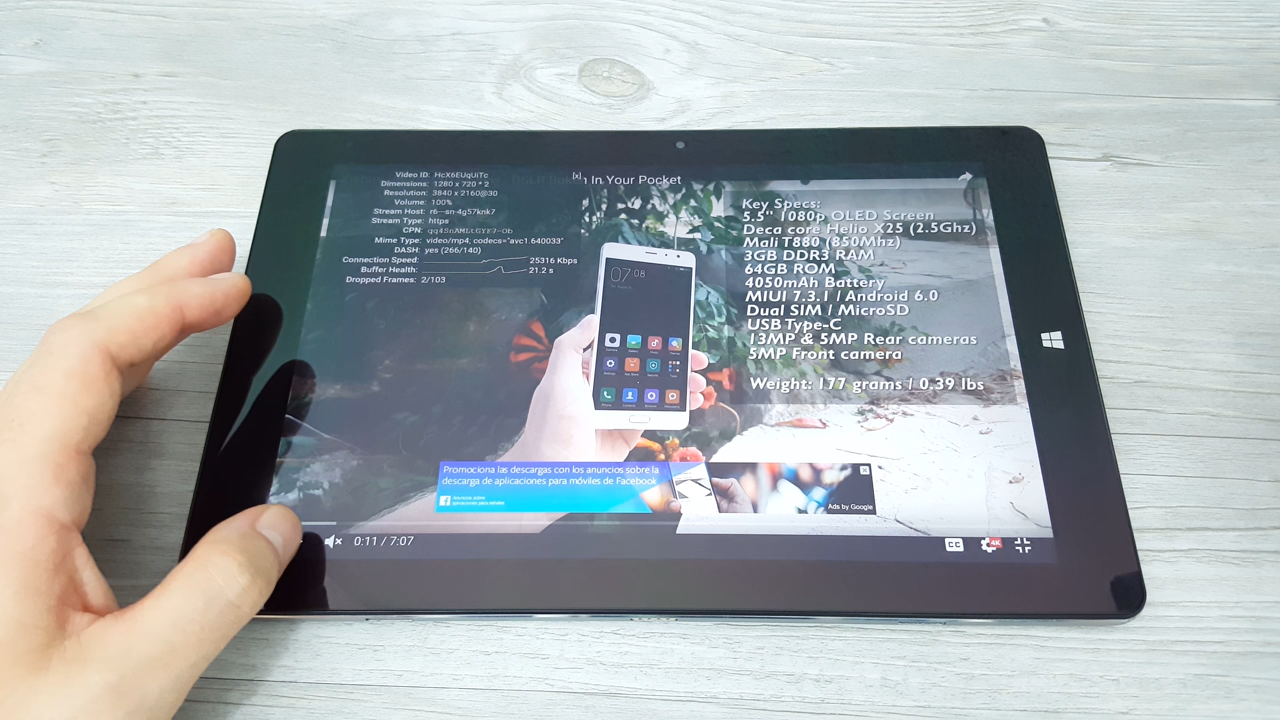 In Your Pocket
Video ID: HcX6EUqUiTc
Dimensions: 1280 x 720 * 2
Resolution: 3840 x 2160@30
Volume: 100%
Stream Host: r6---sn-4g57knk7
Stream Type: https
CPN:
Mime Type: video/mp4; codecs="avc1.640033"
DASH: yes (266/140)
Connection Speed: 25316 Kbps
Buffer Health: 21.2 s
Dropped Frames: 2/103
[x]
Key Specs:
5.5" 1080p OLED Screen
Deca core Helio X25 (2.5Ghz)
Mali T880 (850Mhz)
3GB DDR3 RAM
64GB ROM
4050mAh Battery
MIUI 7.3.1 / Android 6.0
Dual SIM / MicroSD
USB Type-C
13MP & 5MP Rear cameras
5MP Front camera
Weight: 177 grams / 0.39 lbs
07:08
Promociona las descargas con los anuncios sobre la
descarga de aplicaciones para móviles de Facebook
Ads by Google
0:11 / 7:07
CC
4K